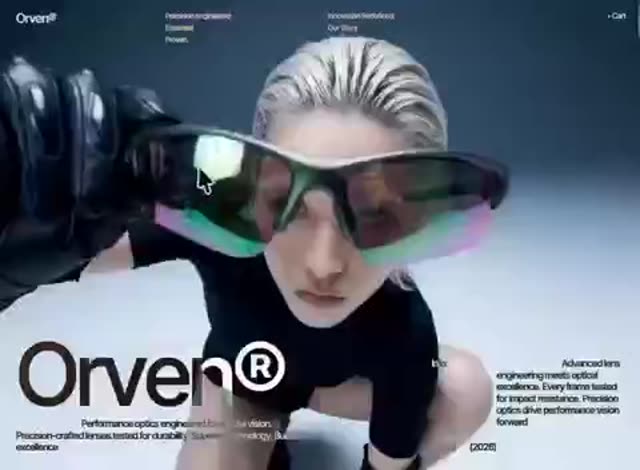 Orven®
Precision engineered
Essential
Proven.
Our Story
Cart
Orven®
Advanced lens
engineering meets optical
excellence. Every frame tested
for impact resistance. Precision
optics drive performance vision
forward
Performance optics engineered vision.
Precision-crafted lenses tested for durability.
excellence
(2026)